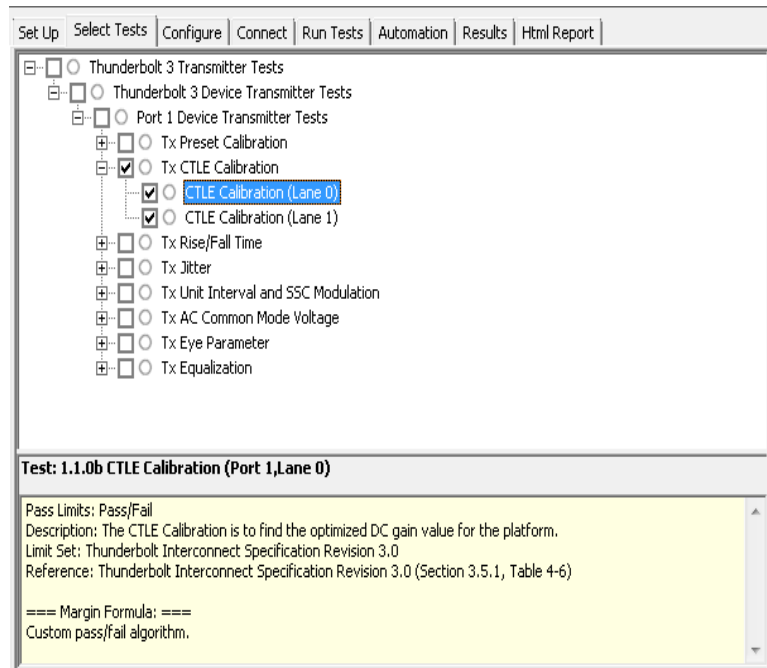 Set Up Select Tests Configure Connect Run Tests Automation Results Html Report
Thunderbolt 3 Transmitter Tests
Thunderbolt 3 Device Transmitter Tests
Port 1 Device Transmitter Tests
Tx Preset Calibration
Tx CTLE Calibration
CTLE Calibration (Lane 0)
CTLE Calibration (Lane 1)
Tx Rise/Fall Time
Tx Jitter
Tx Unit Interval and SSC Modulation
Tx AC Common Mode Voltage
Tx Eye Parameter
Tx Equalization
Test: 1.1.0b CTLE Calibration (Port 1,Lane 0)
Pass Limits: Pass/Fail
Description: The CTLE Calibration is to find the optimized DC gain value for the platform.
Limit Set: Thunderbolt Interconnect Specification Revision 3.0
Reference: Thunderbolt Interconnect Specification Revision 3.0 (Section 3.5.1, Table 4-6)
=== Margin Formula: ===
Custom pass/fail algorithm.